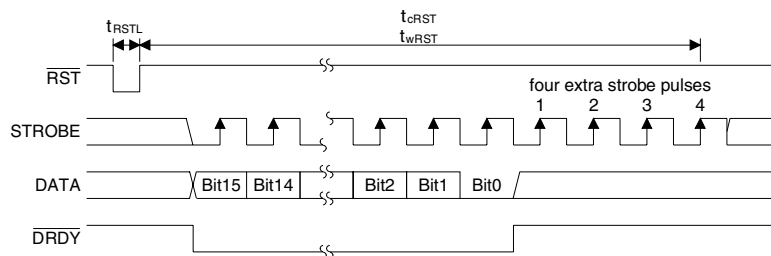 tRSTL
tcRST
twRST
RST
four extra strobe pulses
1 2 3 4
STROBE
DATA
Bit15 Bit14 Bit2 Bit1 Bit0
DRDY